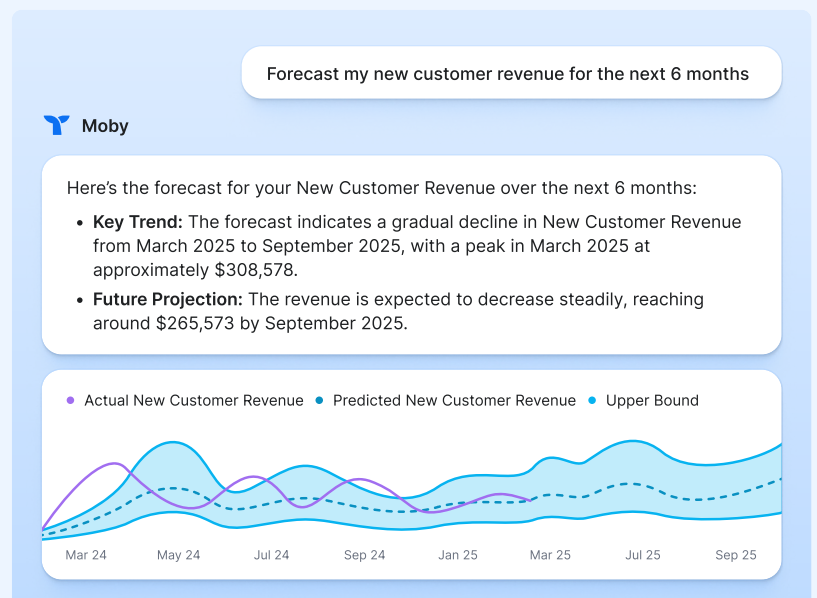 Forecast my new customer revenue for the next 6 months
Moby
Here’s the forecast for your New Customer Revenue over the next 6 months:
• Key Trend: The forecast indicates a gradual decline in New Customer Revenue
from March 2025 to September 2025, with a peak in March 2025 at
approximately $308,578.
• Future Projection: The revenue is expected to decrease steadily, reaching
around $265,573 by September 2025.
Actual New Customer Revenue Predicted New Customer Revenue Upper Bound
Mar 24 May 24 Jul 24 Sep 24 Jan 25 Mar 25 Jul 25 Sep 25